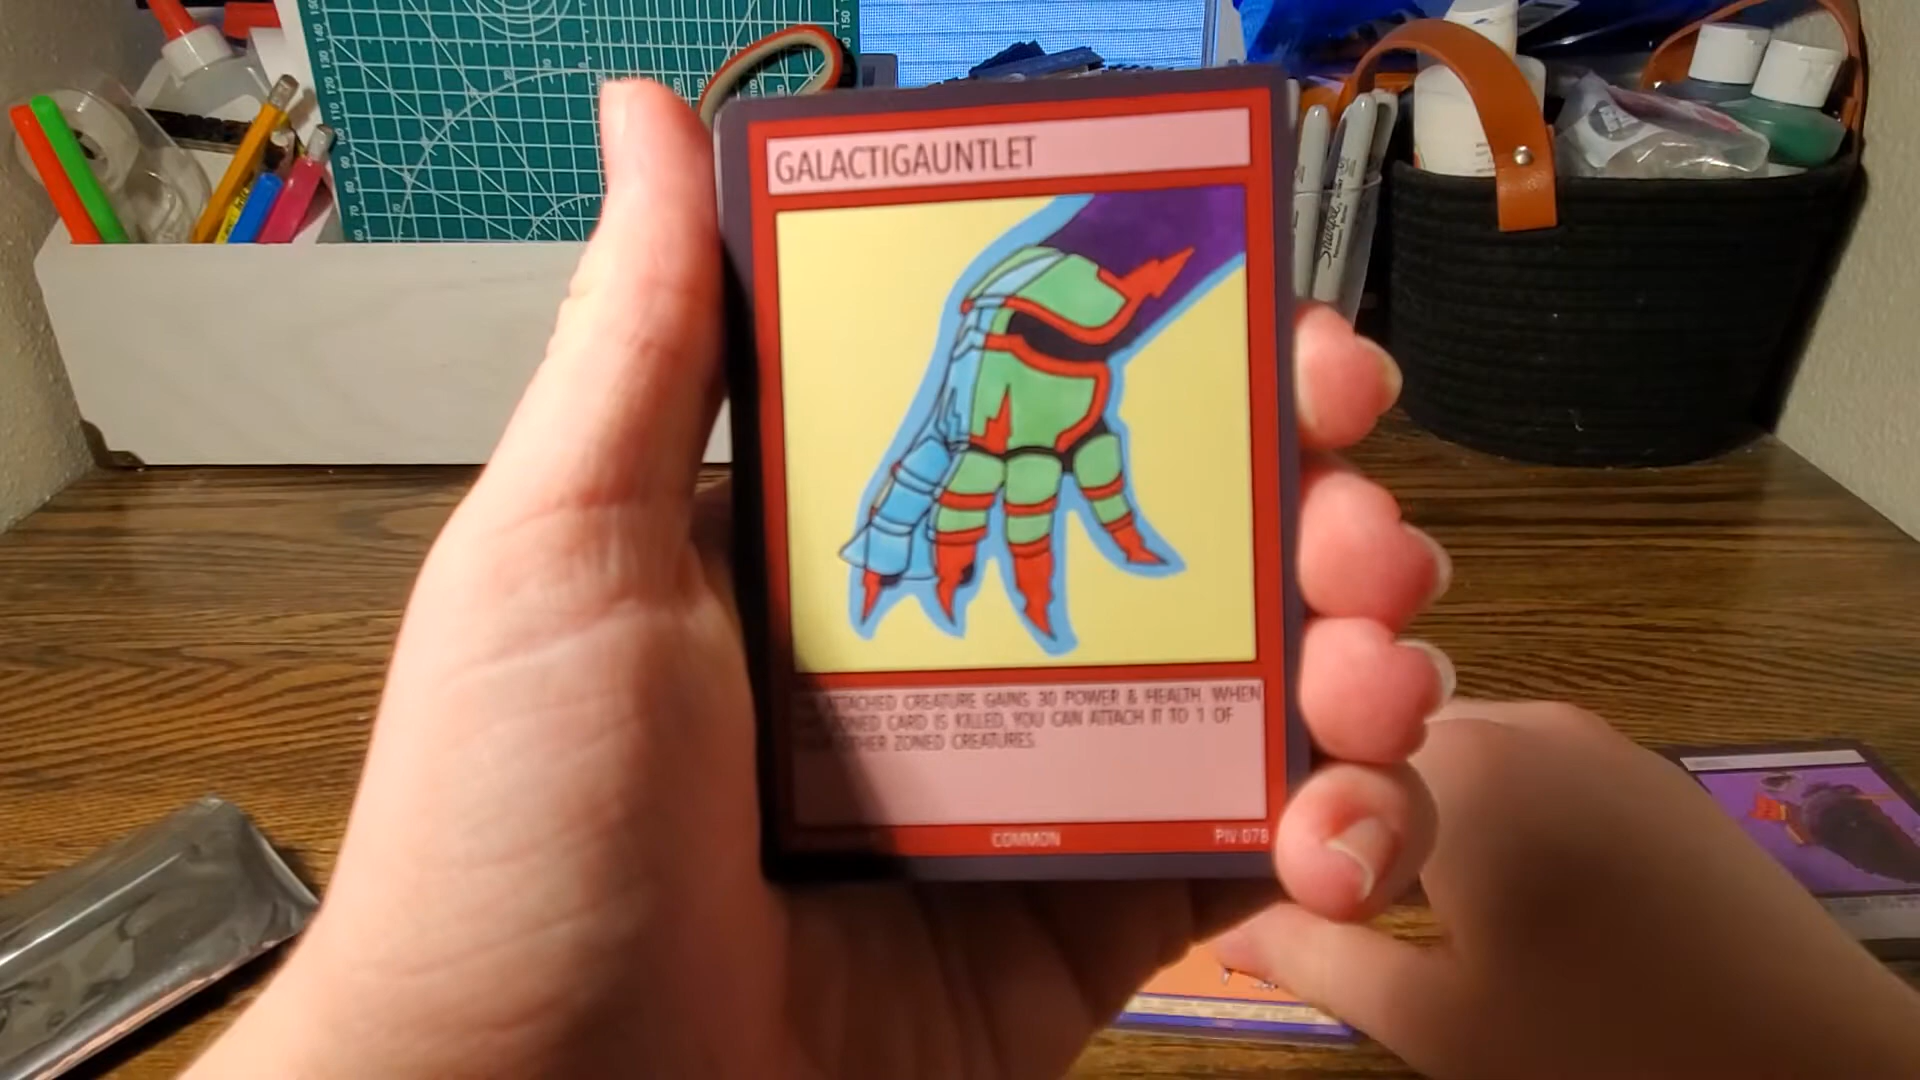 GALACTIGAUNTLET
ATTACHED CREATURE GAINS 30 POWER & HEALTH. WHEN
ZONED CARD IS KILLED, YOU CAN ATTACH IT TO 1 OF
OTHER ZONED CREATURES.
COMMON
PIV-078
Sharpie